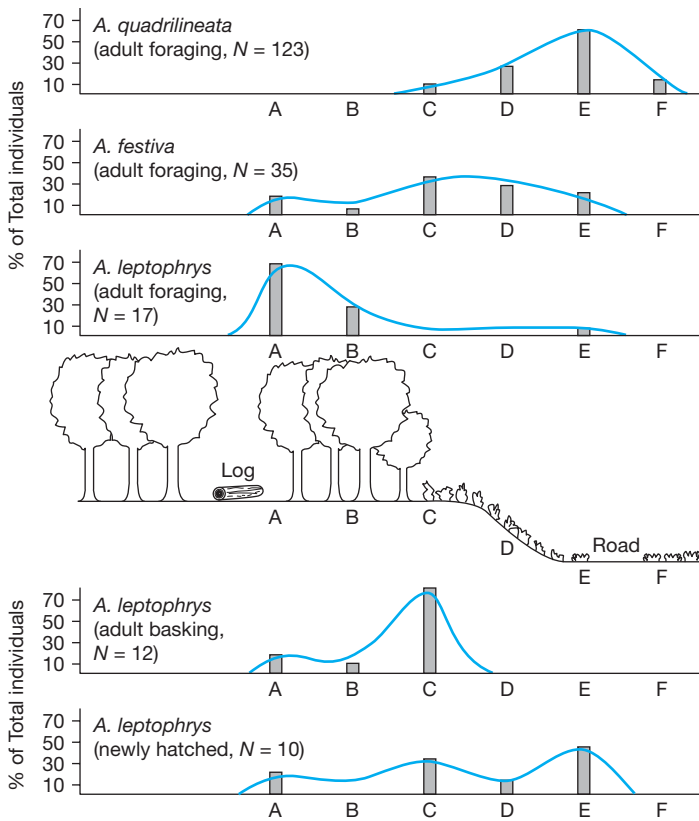 % of Total individuals
70
50
30
10
A. quadrilineata
(adult foraging, N = 123)
A B C D E F
70
50
30
10
A. festiva
(adult foraging, N = 35)
A B C D E F
70
50
30
10
A. leptophrys
(adult foraging,
N = 17)
A B C D E F
Log
A B C
D
Road
E F
% of Total individuals
70
50
30
10
A. leptophrys
(adult basking,
N = 12)
A B C D E F
70
50
30
10
A. leptophrys
(newly hatched, N = 10)
A B C D E F